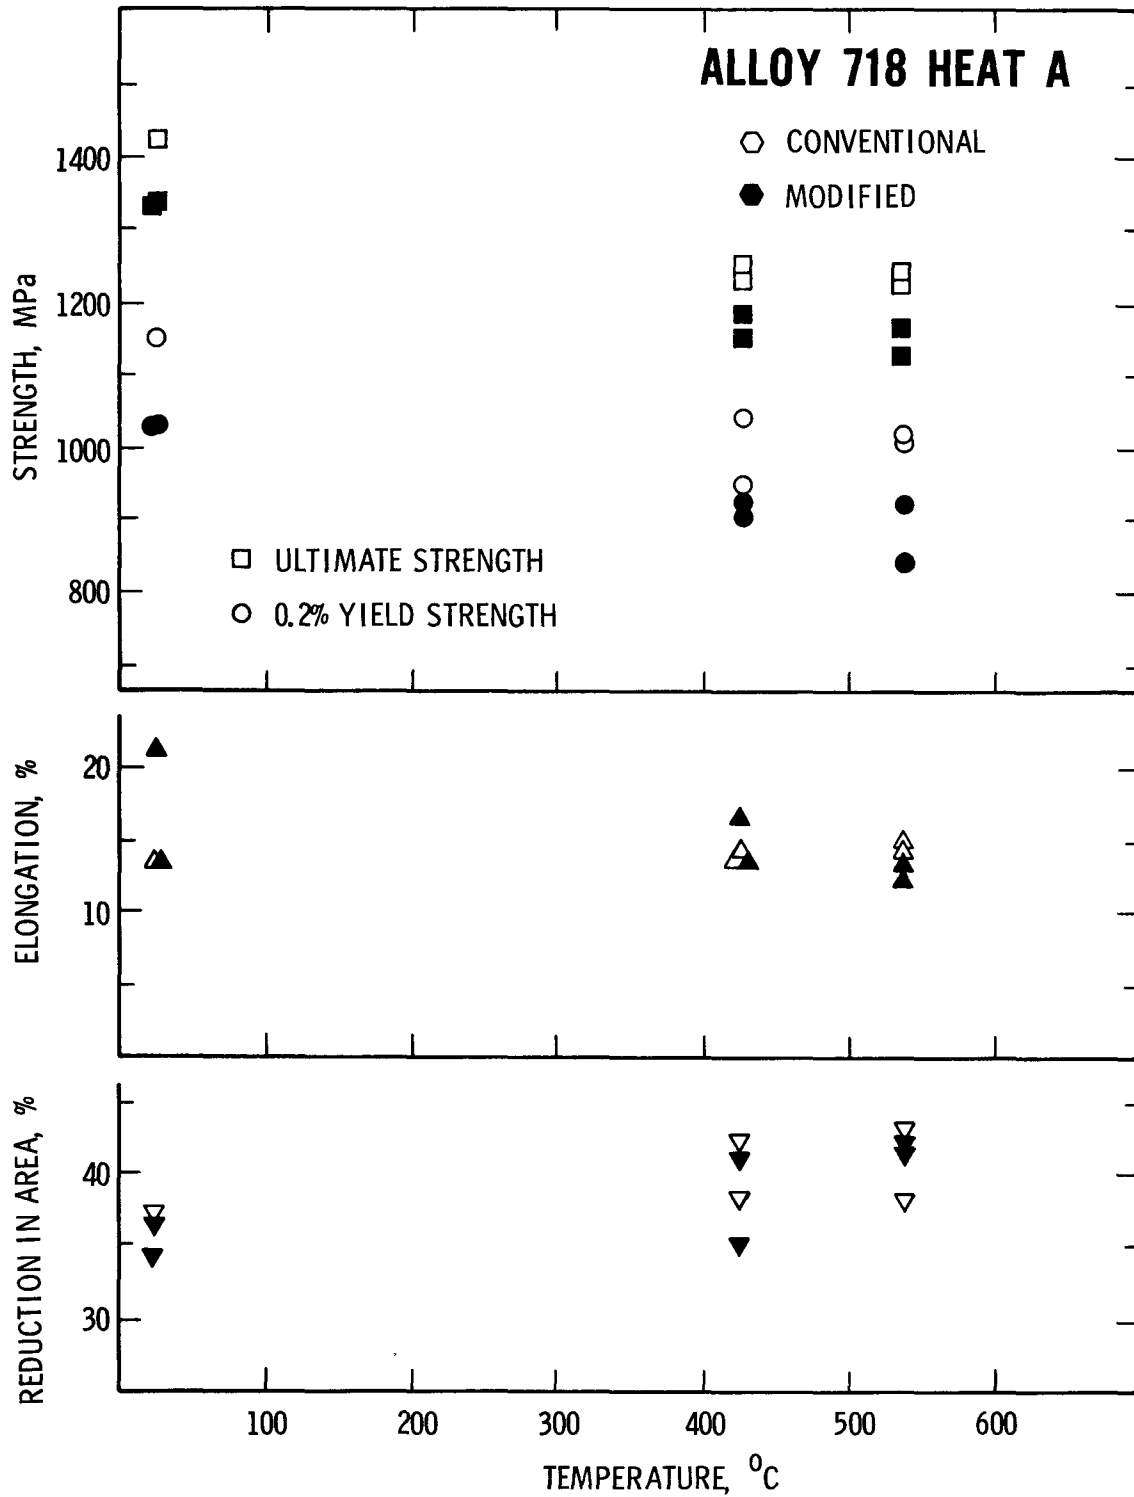 ALLOY 718 HEAT A
CONVENTIONAL
MODIFIED
STRENGTH, MPa
1400
1200
1000
800
ULTIMATE STRENGTH
0.2% YIELD STRENGTH
ELONGATION, %
20
10
REDUCTION IN AREA, %
40
30
100 200 300 400 500 600
TEMPERATURE, °C